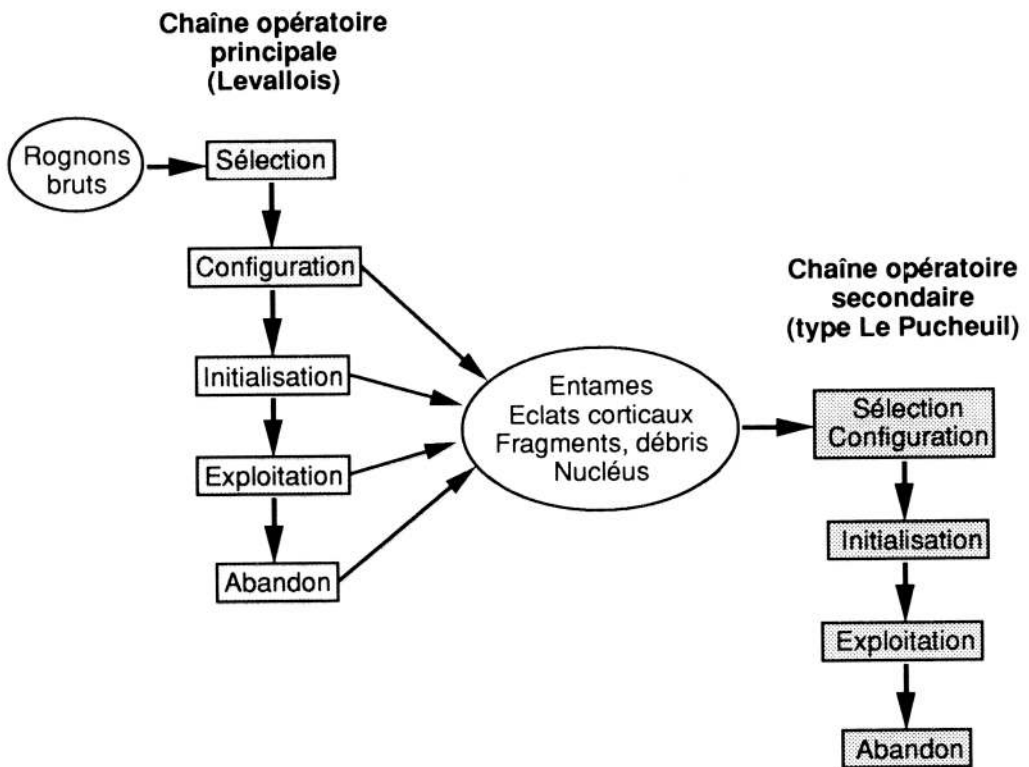 Chaîne opératoire
principale
(Levallois)
Rognons
bruts
Sélection
Configuration
Initialisation
Exploitation
Abandon
Entames
Eclats corticaux
Fragments, débris
Nucléus
Chaîne opératoire
secondaire
(type Le Pucheuil)
Sélection
Configuration
Initialisation
Exploitation
Abandon